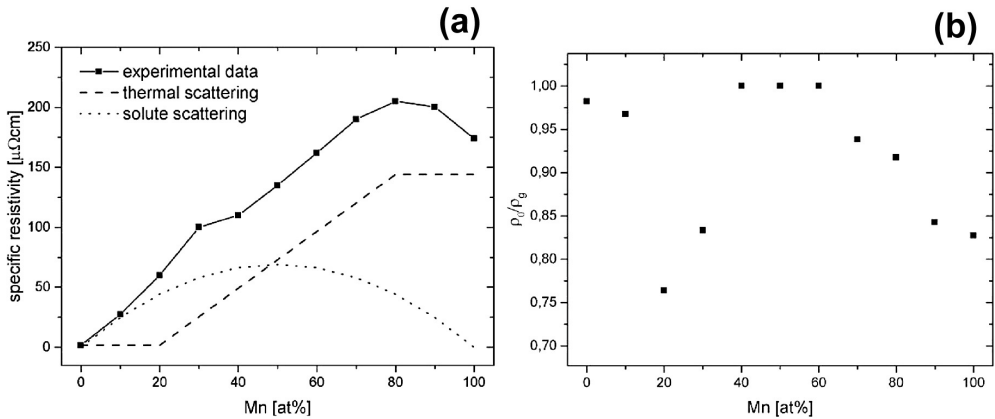 (a)
250
200
150
100
50
0
specific resistivity [μΩcm]
experimental data
thermal scattering
solute scattering
0 20 40 60 80 100
Mn [at%]
(b)
1,00
0,95
0,90
0,85
0,80
0,75
0,70
ρ₀/ρg
0 20 40 60 80 100
Mn [at%]